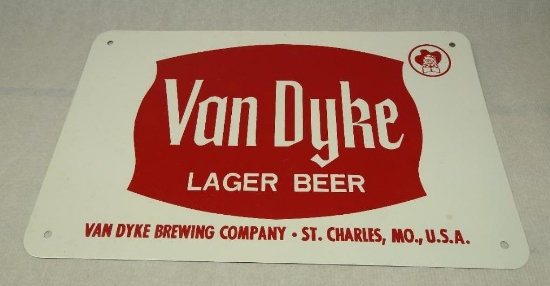 Van Dyke
LAGER BEER
VAN DYKE BREWING COMPANY • ST. CHARLES, MO., U.S.A.